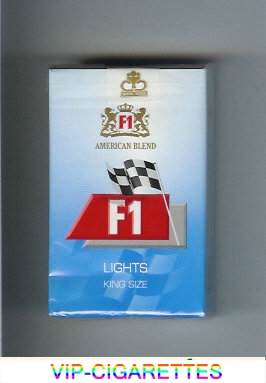 F1
AMERICAN BLEND
F1
LIGHTS
KING SIZE
VIP-CIGARETTES